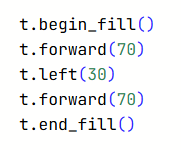 t.begin_fill()
t.forward(70)
t.left(30)
t.forward(70)
t.end_fill()